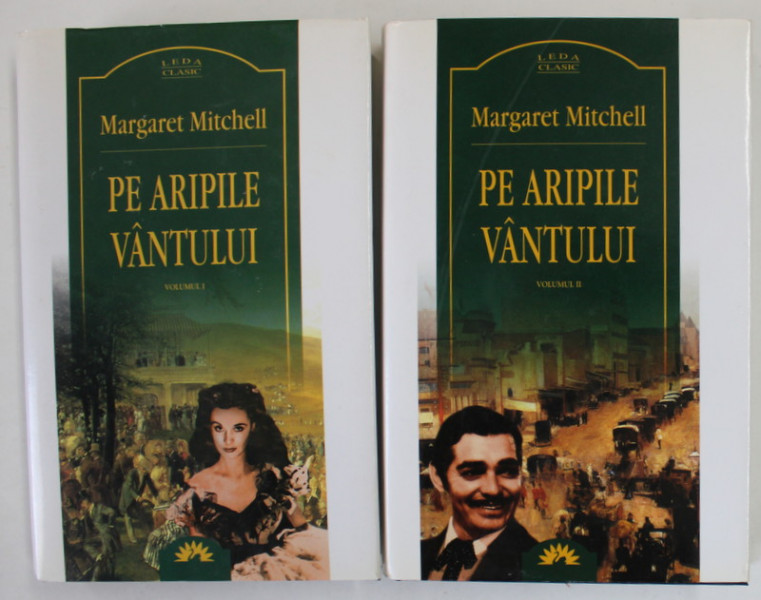 LEDA
CLASIC
Margaret Mitchell
PE ARIPILE
VÂNTULUI
VOLUMUL I
LEDA
CLASIC
Margaret Mitchell
PE ARIPILE
VÂNTULUI
VOLUMUL II